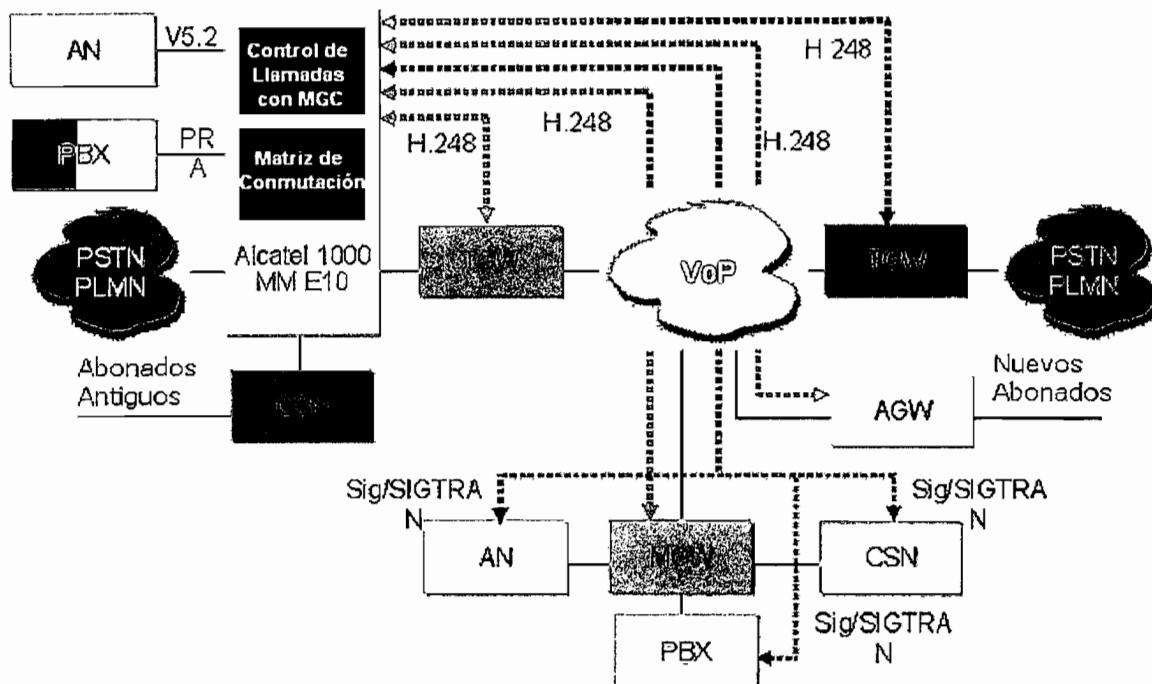 AN
V5.2
Control de
Llamadas
con MGC
H.248
H.248
H.248
H 248
PBX
PR
A
Matriz de
Conmutación
PSTN
PLMN
Alcatel 1000
MM E10
VoP
TGW
PSTN
PLMN
Abonados
Antiguos
Nuevos
Abonados
AGW
Sig/SIGTRA
N
Sig/SIGTRA
N
AN
MGW
CSN
Sig/SIGTRA
N
PBX